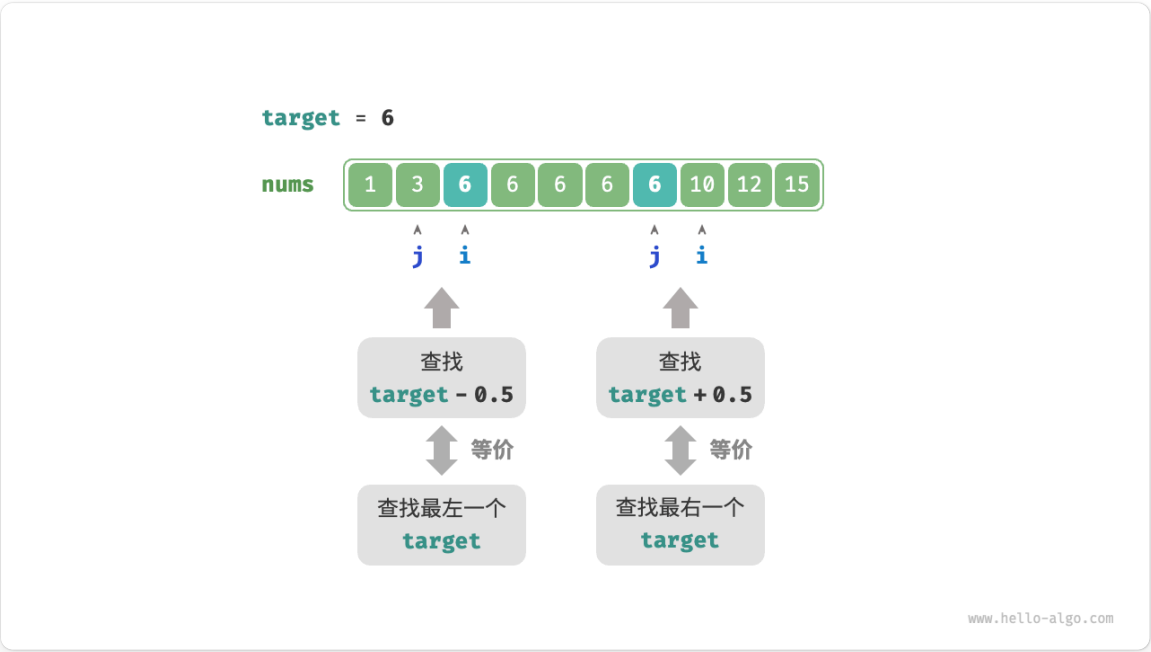 target = 6
nums 1 3 6 6 6 6 6 10 12 15
j i j i
查找 查找
target - 0.5 target + 0.5
等价 等价
查找最左一个 查找最右一个
target target
www.hello-algo.com